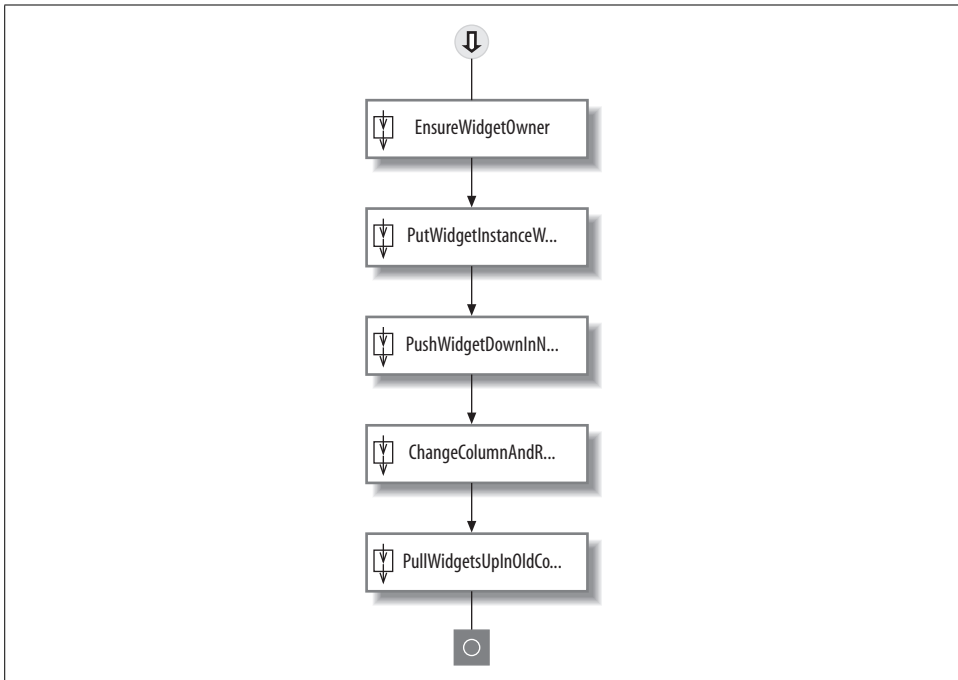 EnsureWidgetOwner
PutWidgetInstanceW...
PushWidgetDownInN...
ChangeColumnAndR...
PullWidgetsUpInOldCo...